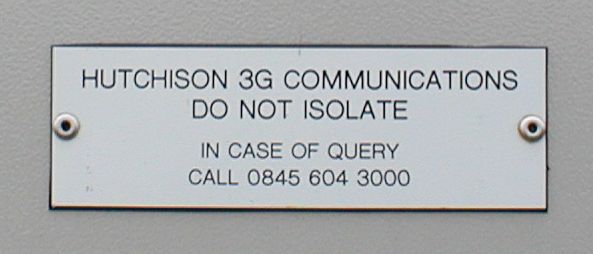 HUTCHISON 3G COMMUNICATIONS
DO NOT ISOLATE
IN CASE OF QUERY
CALL 0845 604 3000